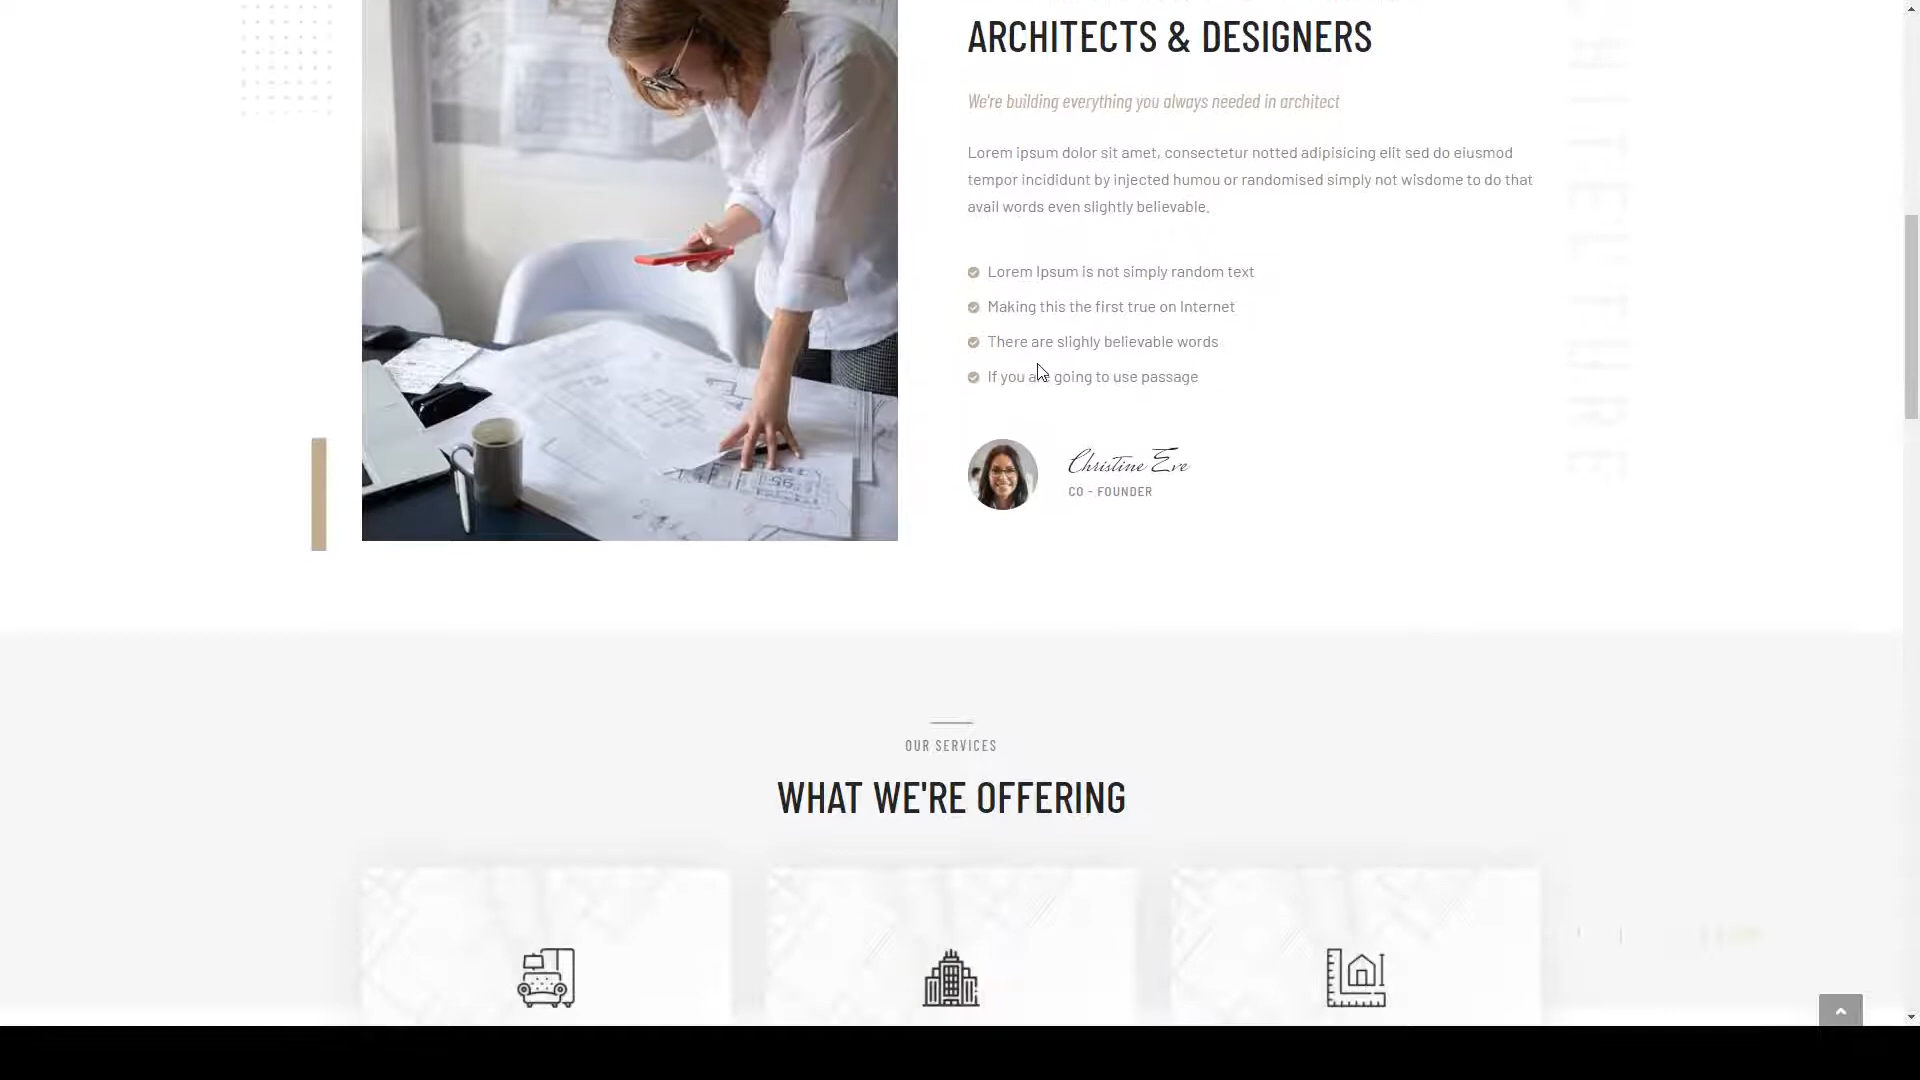 ARCHITECTS & DESIGNERS
We're building everything you always needed in architect
Lorem ipsum dolor sit amet, consectetur notted adipisicing elit sed do eiusmod
tempor incididunt by injected humou or randomised simply not wisdome to do that
avail words even slightly believable.
Lorem Ipsum is not simply random text
Making this the first true on Internet
There are slighly believable words
If you are going to use passage
Christine Eve
CO - FOUNDER
OUR SERVICES
WHAT WE'RE OFFERING